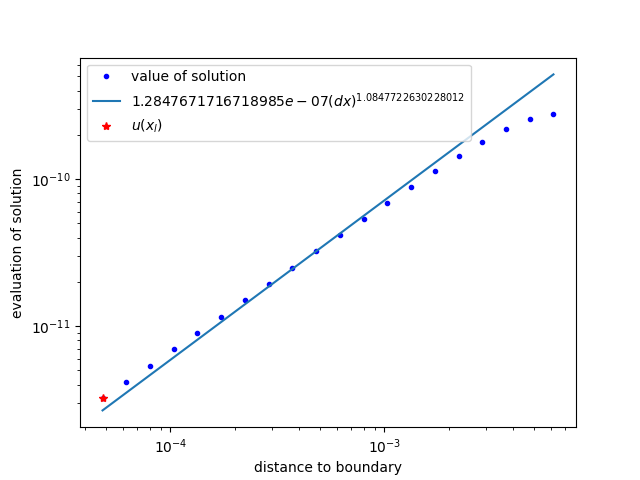 value of solution
1.2847671716718985e − 07(dx)^1.0847722630228012
u(x_l)
10^−10
10^−11
evaluation of solution
10^−4
10^−3
distance to boundary